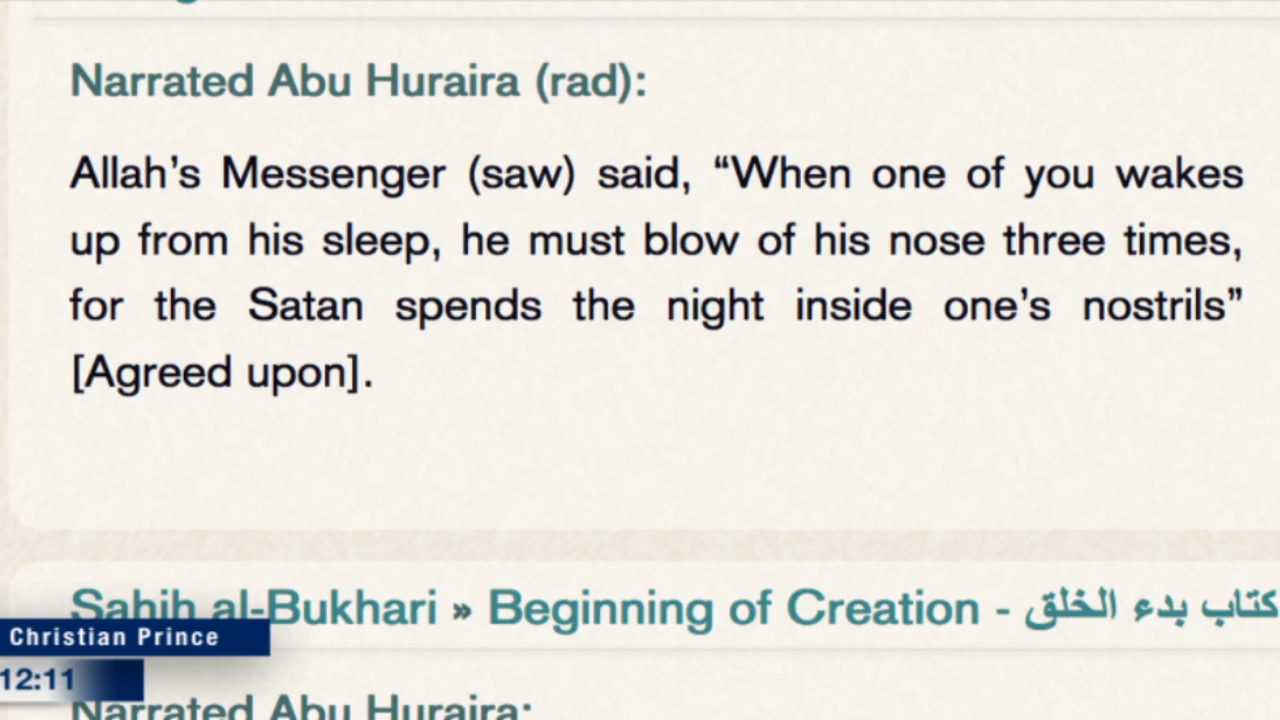 Narrated Abu Huraira (rad):
Allah’s Messenger (saw) said, “When one of you wakes
up from his sleep, he must blow of his nose three times,
for the Satan spends the night inside one’s nostrils”
[Agreed upon].
Sahih al-Bukhari » Beginning of Creation - كتاب بدء الخلق
Christian Prince
12:11
Narrated Abu Huraira: